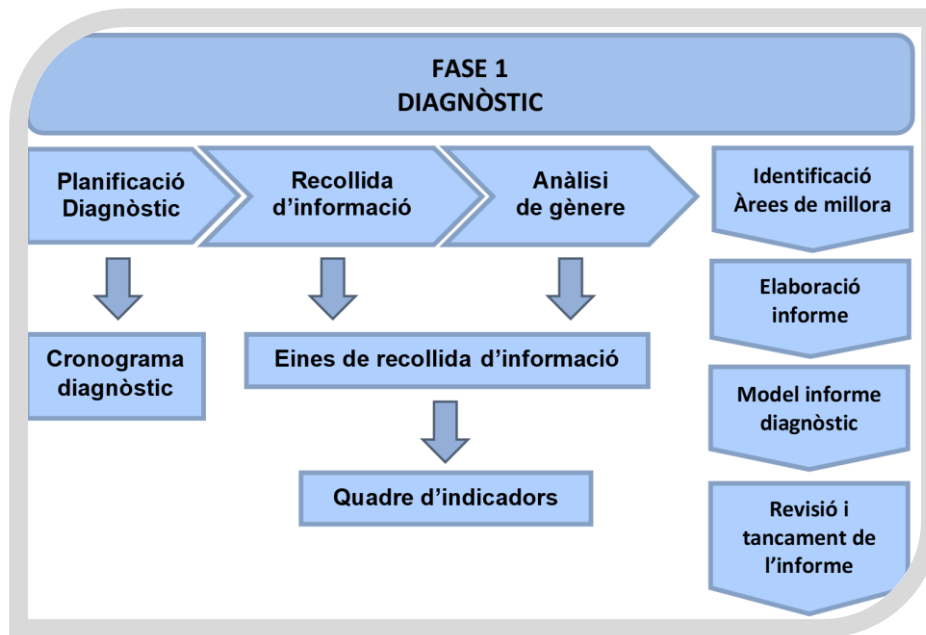 FASE 1
DIAGNÒSTIC
Planificació
Diagnòstic
Recollida
d’informació
Anàlisi
de gènere
Identificació
Àrees de millora
Elaboració
informe
Cronograma
diagnòstic
Eines de recollida d’informació
Model informe
diagnòstic
Quadre d’indicadors
Revisió i
tancament de
l’informe